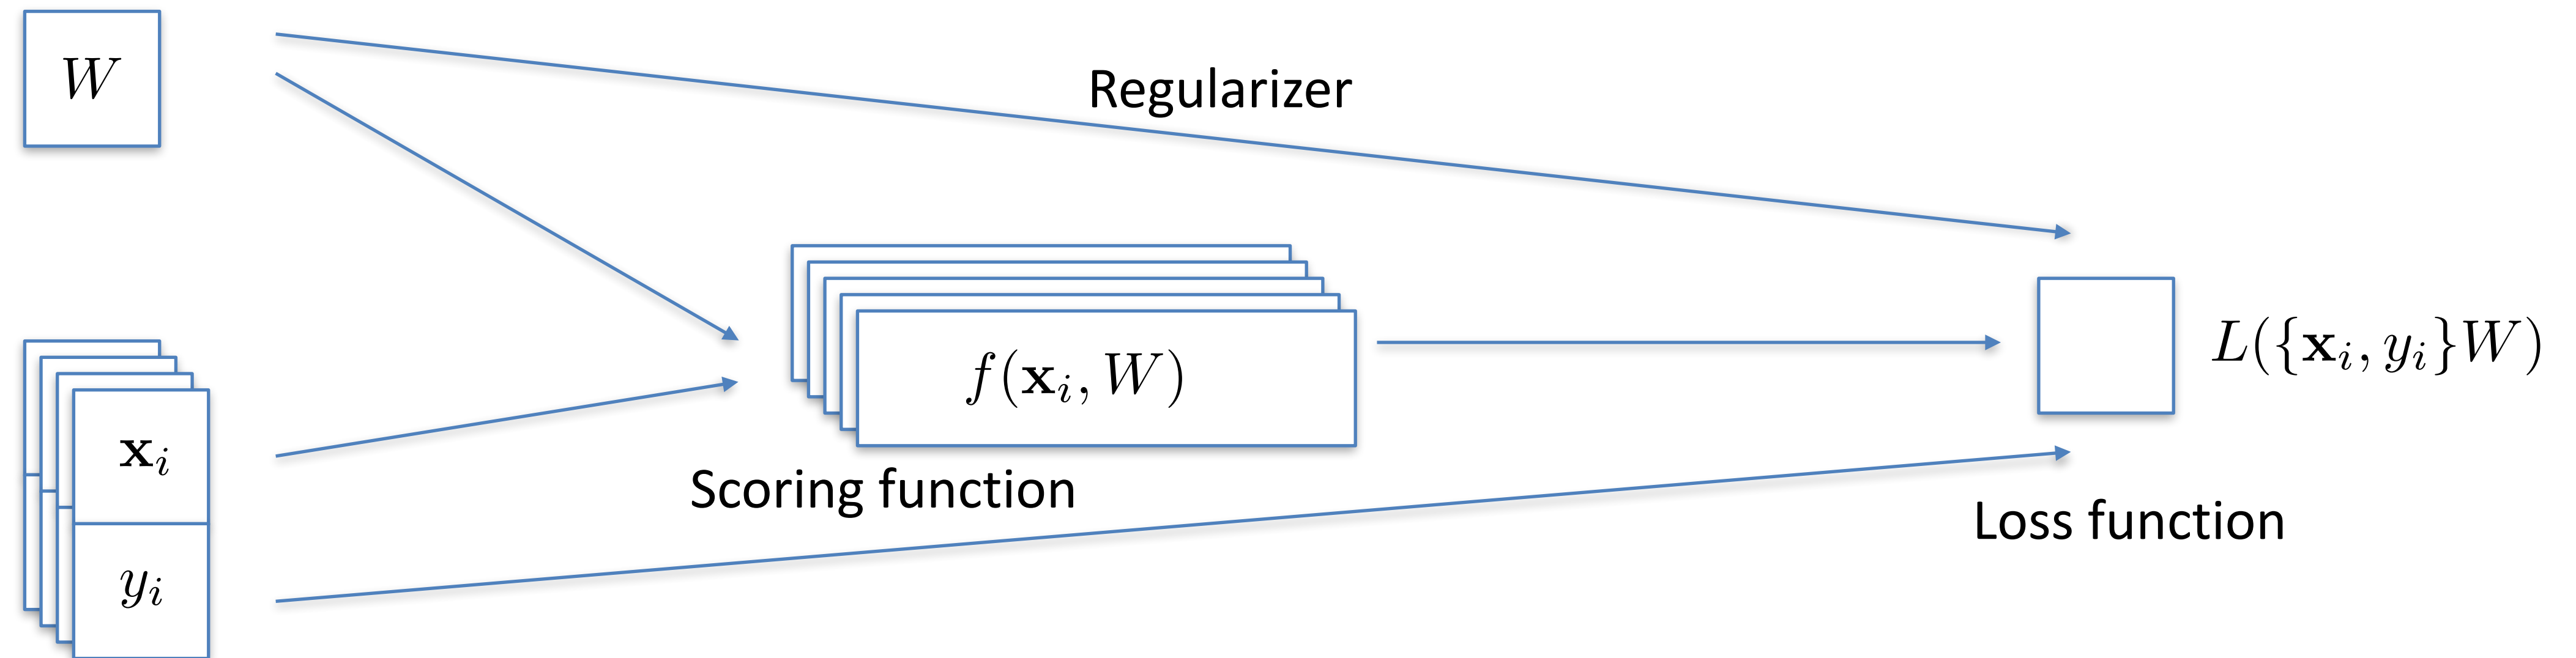 W
Regularizer
f(𝐱ᵢ, W)
L({𝐱ᵢ, yᵢ}W)
𝐱ᵢ
Scoring function
Loss function
yᵢ